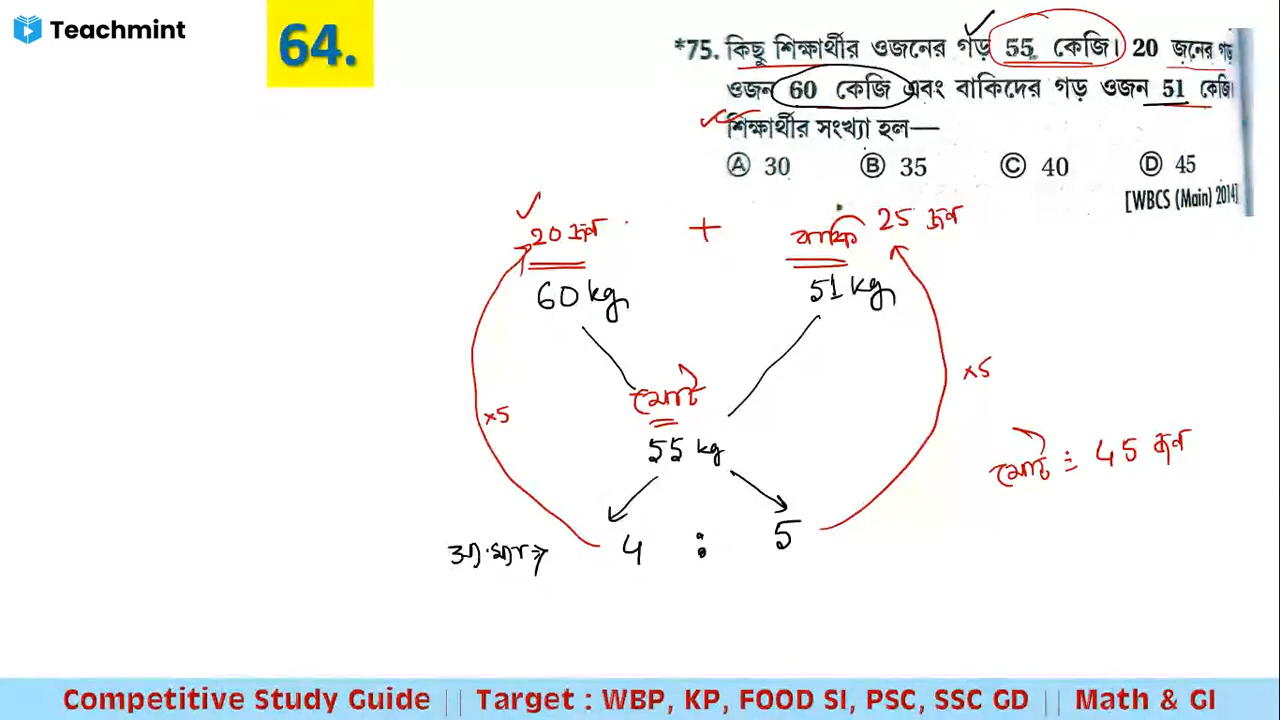 Teachmint
64.
*75. কিছু শিক্ষার্থীর ওজনের গড় 55 কেজি। 20 জনের গড়
ওজন 60 কেজি এবং বাকিদের গড় ওজন 51 কেজি।
শিক্ষার্থীর সংখ্যা হল—
Ⓐ 30 Ⓑ 35 Ⓒ 40 Ⓓ 45
[WBCS (Main) 2014]
20 জন + বাকি 25 জন
60 kg 51 kg
মোট
55 kg
×5 ×5
মোট = 45 জন
4 : 5
Competitive Study Guide || Target : WBP, KP, FOOD SI, PSC, SSC GD || Math & GI